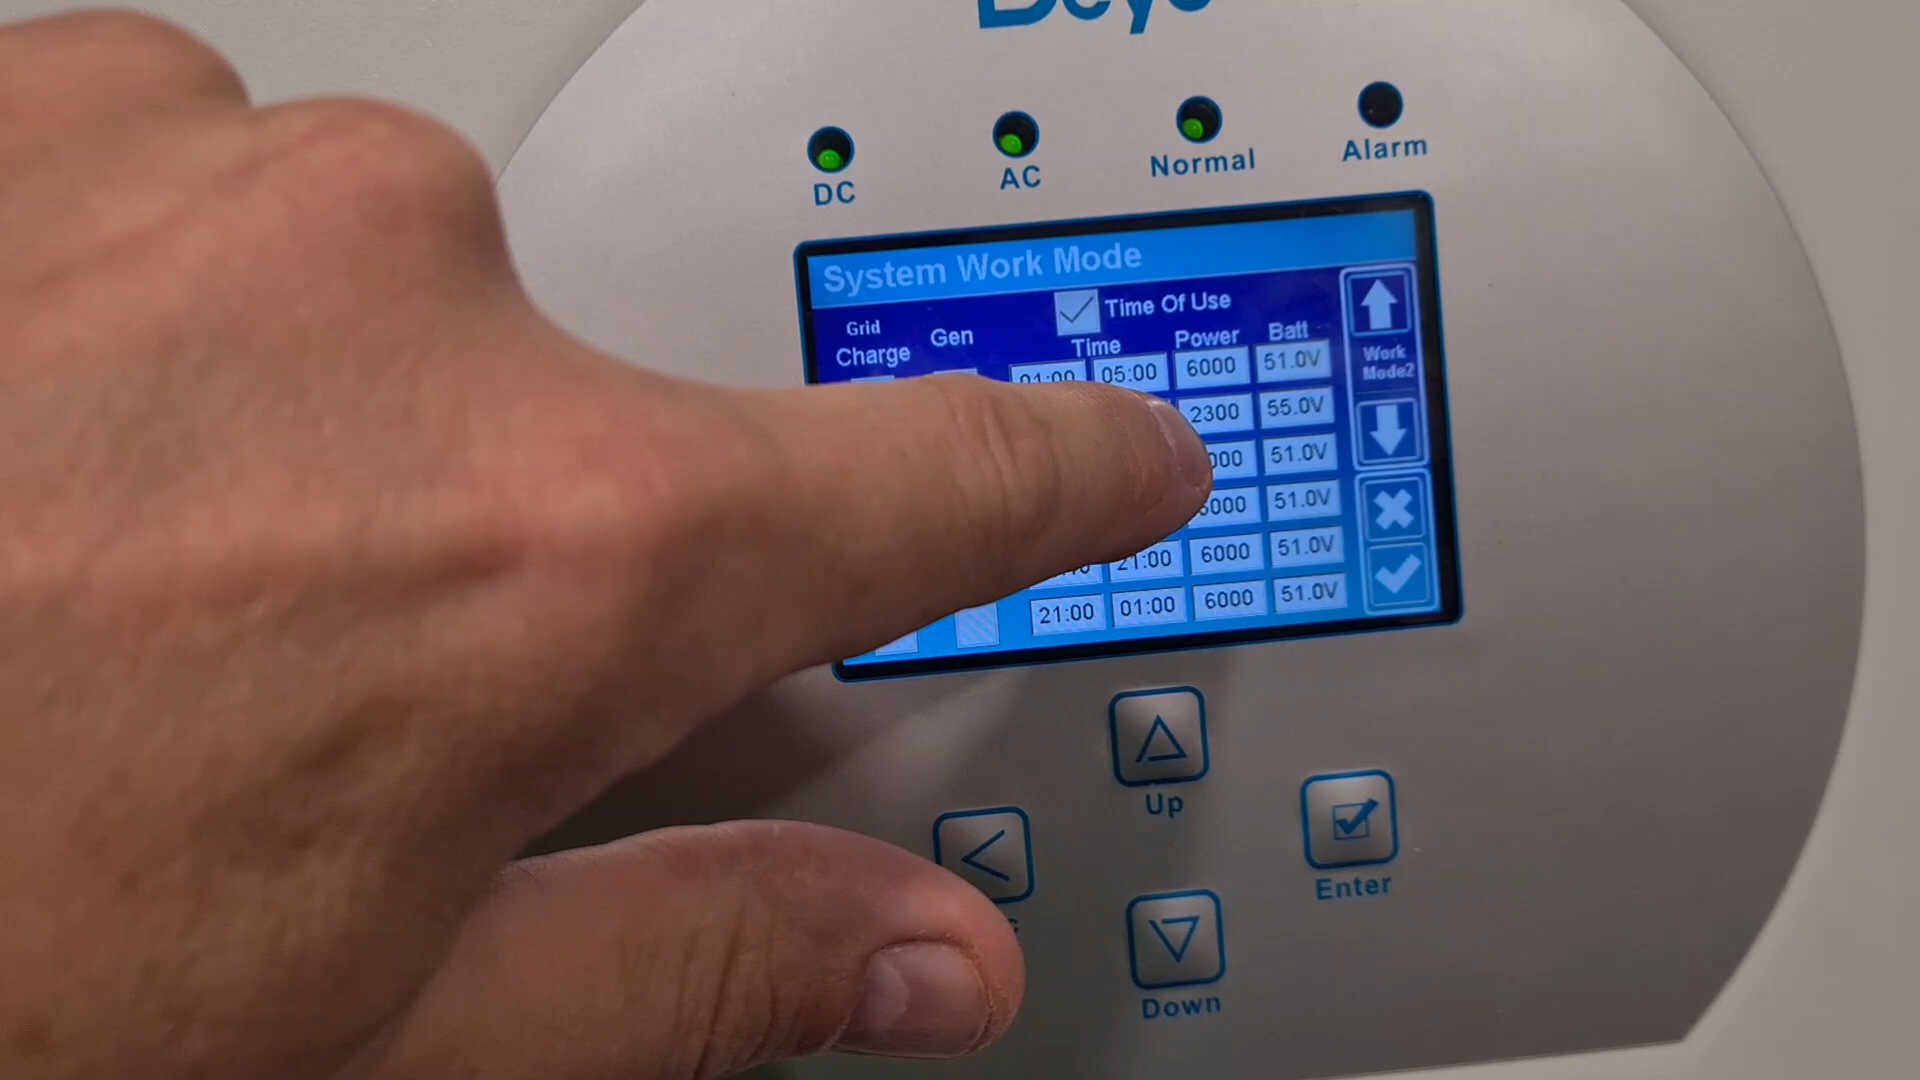 DC AC Normal Alarm
System Work Mode
Time Of Use
Grid Charge Gen Time Power Batt
01:00 05:00 6000 51.0V
2300 55.0V
51.0V
51.0V
21:00 6000 51.0V
21:00 01:00 6000 51.0V
Work Mode2
Up
Enter
Down